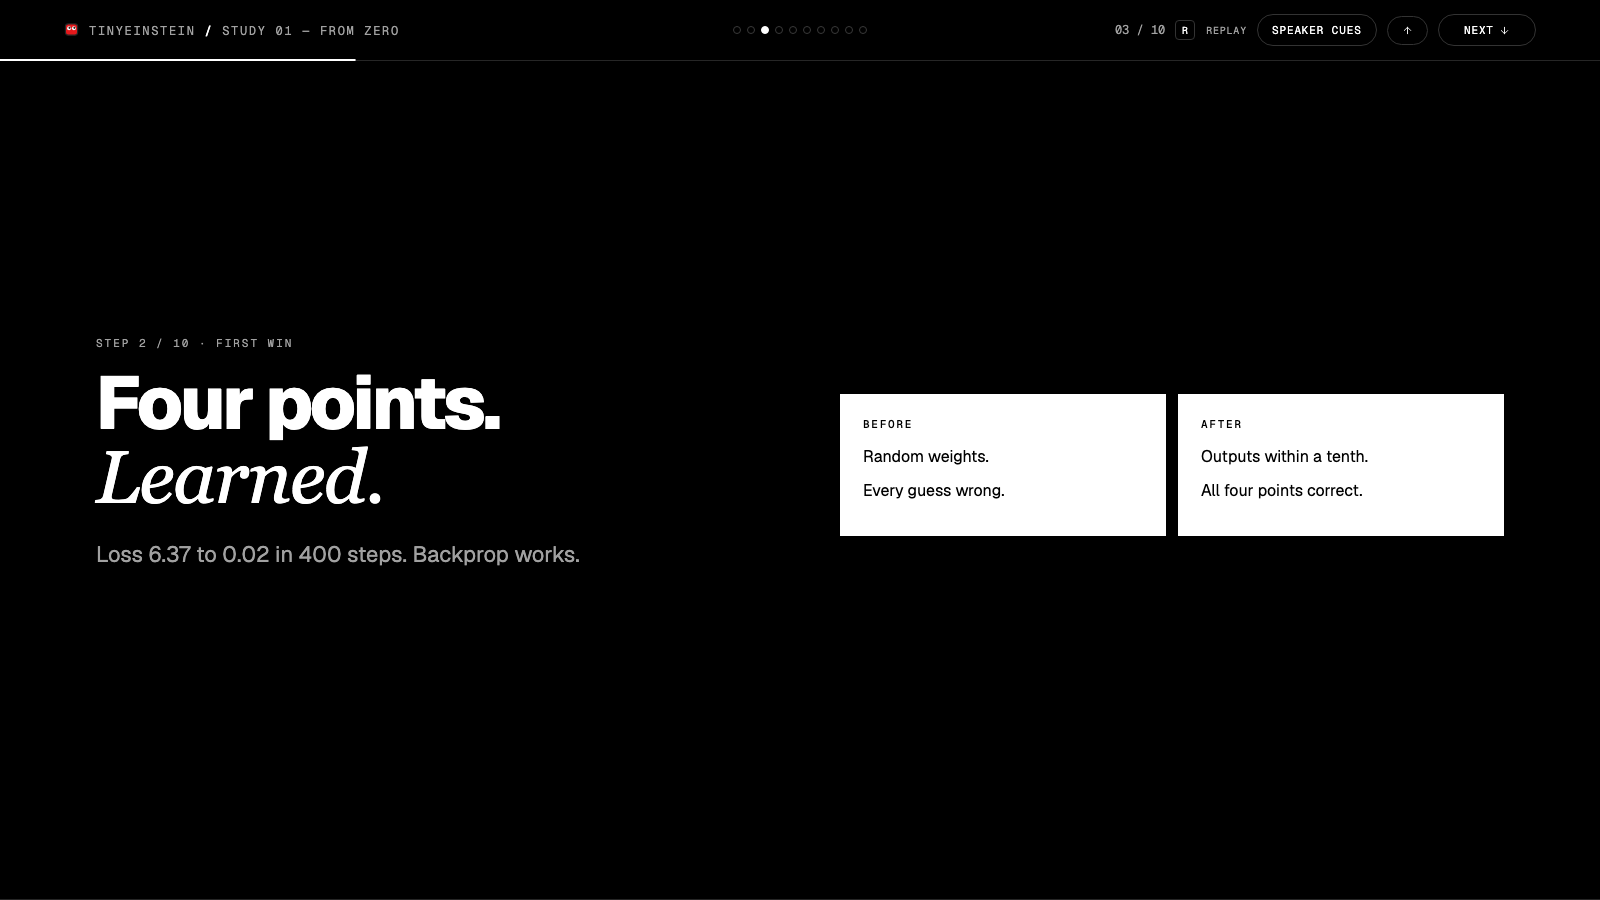 TINYEINSTEIN / STUDY 01 — FROM ZERO
03 / 10 R REPLAY SPEAKER CUES ↑ NEXT ↓
STEP 2 / 10 · FIRST WIN
Four points.
Learned.
Loss 6.37 to 0.02 in 400 steps. Backprop works.
BEFORE
Random weights.
Every guess wrong.
AFTER
Outputs within a tenth.
All four points correct.